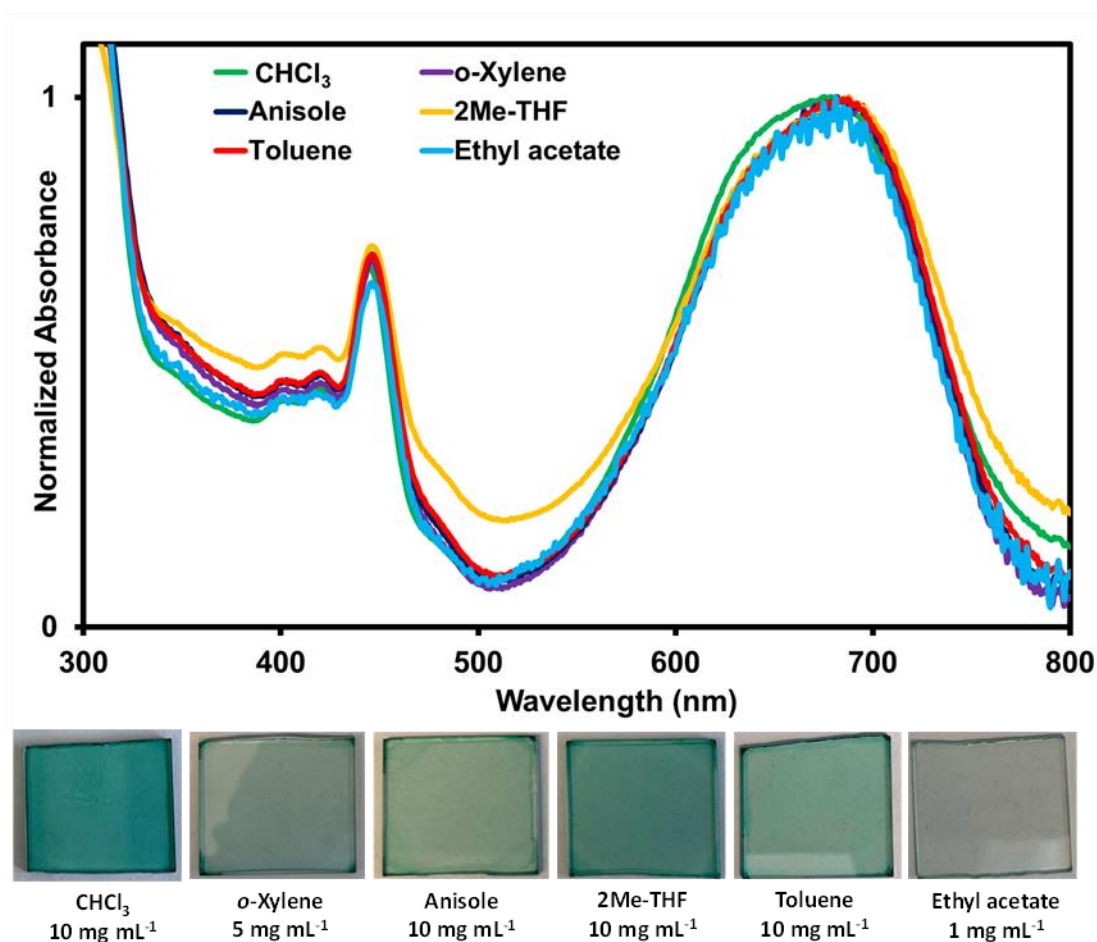 1
CHCl₃
o-Xylene
Anisole
2Me-THF
Toluene
Ethyl acetate
Normalized Absorbance
0
300 400 500 600 700 800
Wavelength (nm)
CHCl₃ o-Xylene Anisole 2Me-THF Toluene Ethyl acetate
10 mg mL⁻¹ 5 mg mL⁻¹ 10 mg mL⁻¹ 10 mg mL⁻¹ 10 mg mL⁻¹ 1 mg mL⁻¹